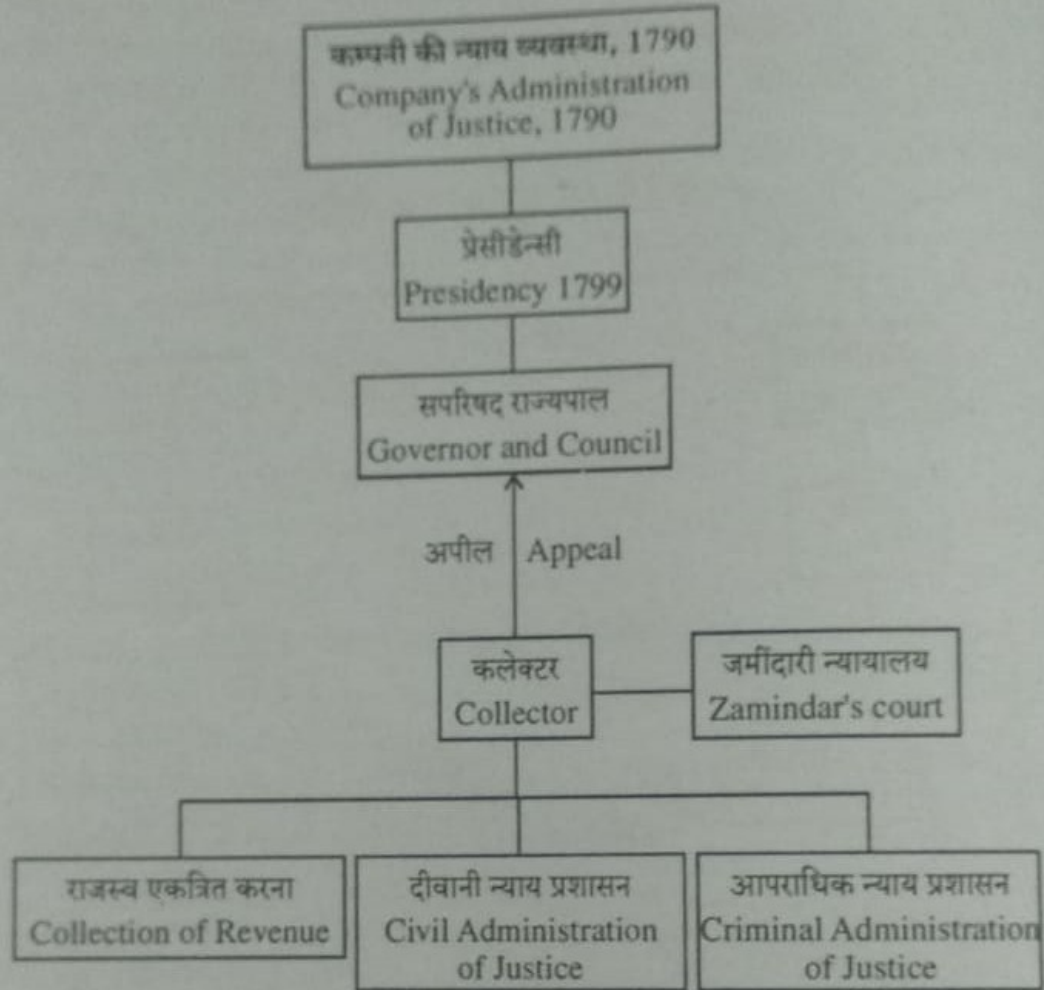 कम्पनी की न्याय व्यवस्था, 1790
Company's Administration
of Justice, 1790
प्रेसीडेन्सी
Presidency 1799
सपरिषद राज्यपाल
Governor and Council
अपील Appeal
कलेक्टर
Collector
जमींदारी न्यायालय
Zamindar's court
राजस्व एकत्रित करना
Collection of Revenue
दीवानी न्याय प्रशासन
Civil Administration
of Justice
आपराधिक न्याय प्रशासन
Criminal Administration
of Justice